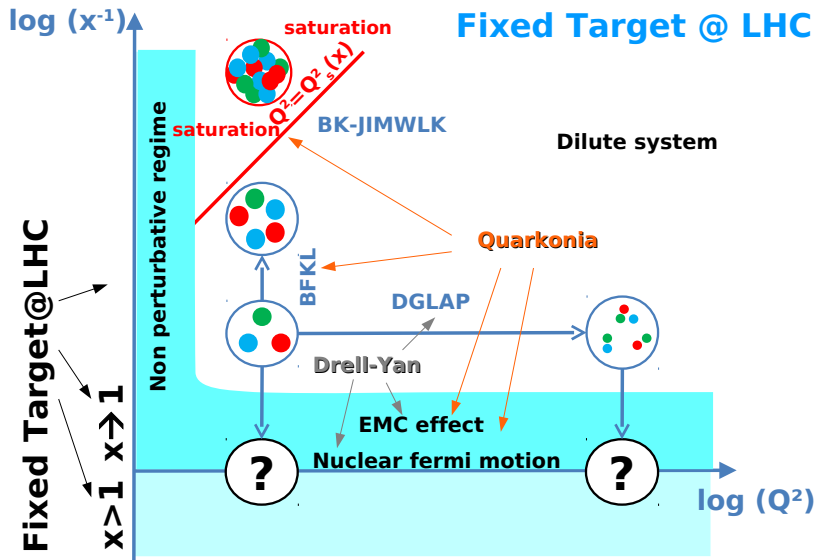 log (x⁻¹)
Fixed Target @ LHC
saturation
Q²=Q²ₛ(x)
saturation
BK-JIMWLK
Dilute system
Non perturbative regime
Quarkonia
BFKL
DGLAP
Drell-Yan
Fixed Target@LHC
x→1
x>1
EMC effect
Nuclear fermi motion
?
?
log (Q²)